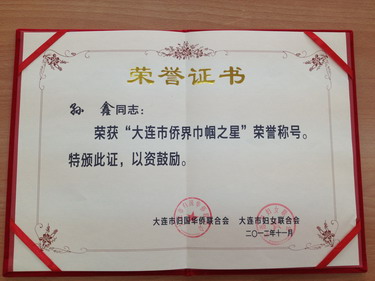 荣誉证书
孙鑫同志：
荣获“大连市侨界巾帼之星”荣誉称号。
特颁此证，以资鼓励。
大连市归国华侨联合会 大连市妇女联合会
二〇一二年十一月